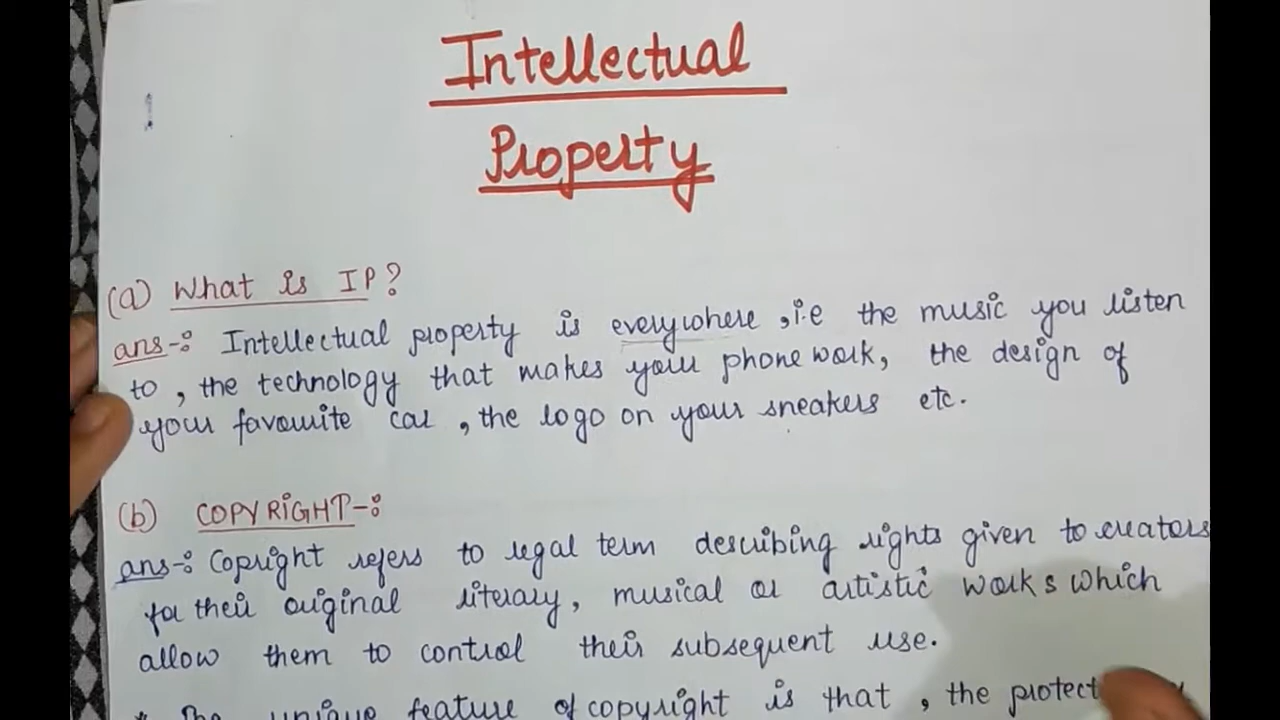 Intellectual
Property
1
(a) What is IP?
ans-: Intellectual property is everywhere, i.e the music you listen
to, the technology that makes your phone work, the design of
your favourite car, the logo on your sneakers etc.
(b) COPYRIGHT-:
ans-: Copright refers to legal term describing rights given to creators
for their original literary, musical or artistic works which
allow them to control their subsequent use.
* The unique feature of copyright is that, the